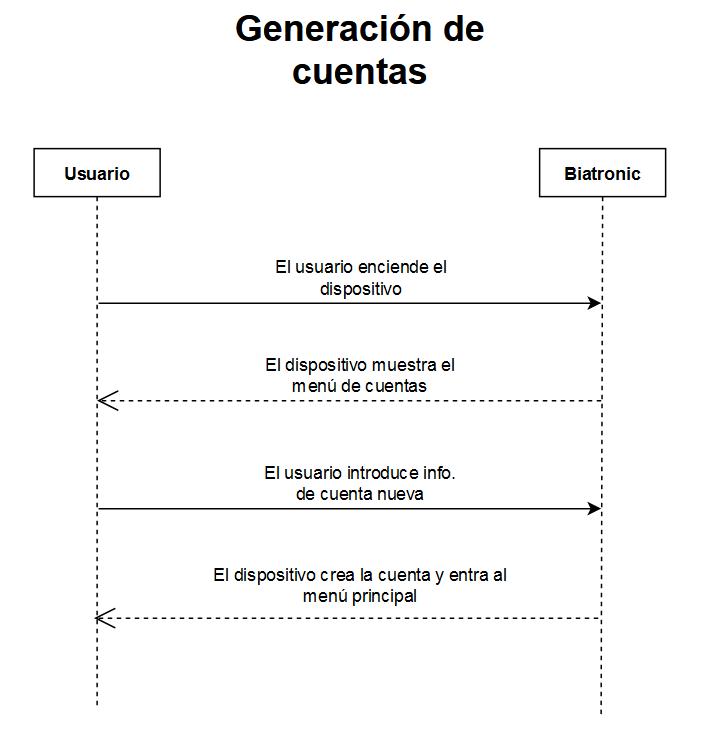 Generación de
cuentas
Usuario
Biatronic
El usuario enciende el
dispositivo
El dispositivo muestra el
menú de cuentas
El usuario introduce info.
de cuenta nueva
El dispositivo crea la cuenta y entra al
menú principal